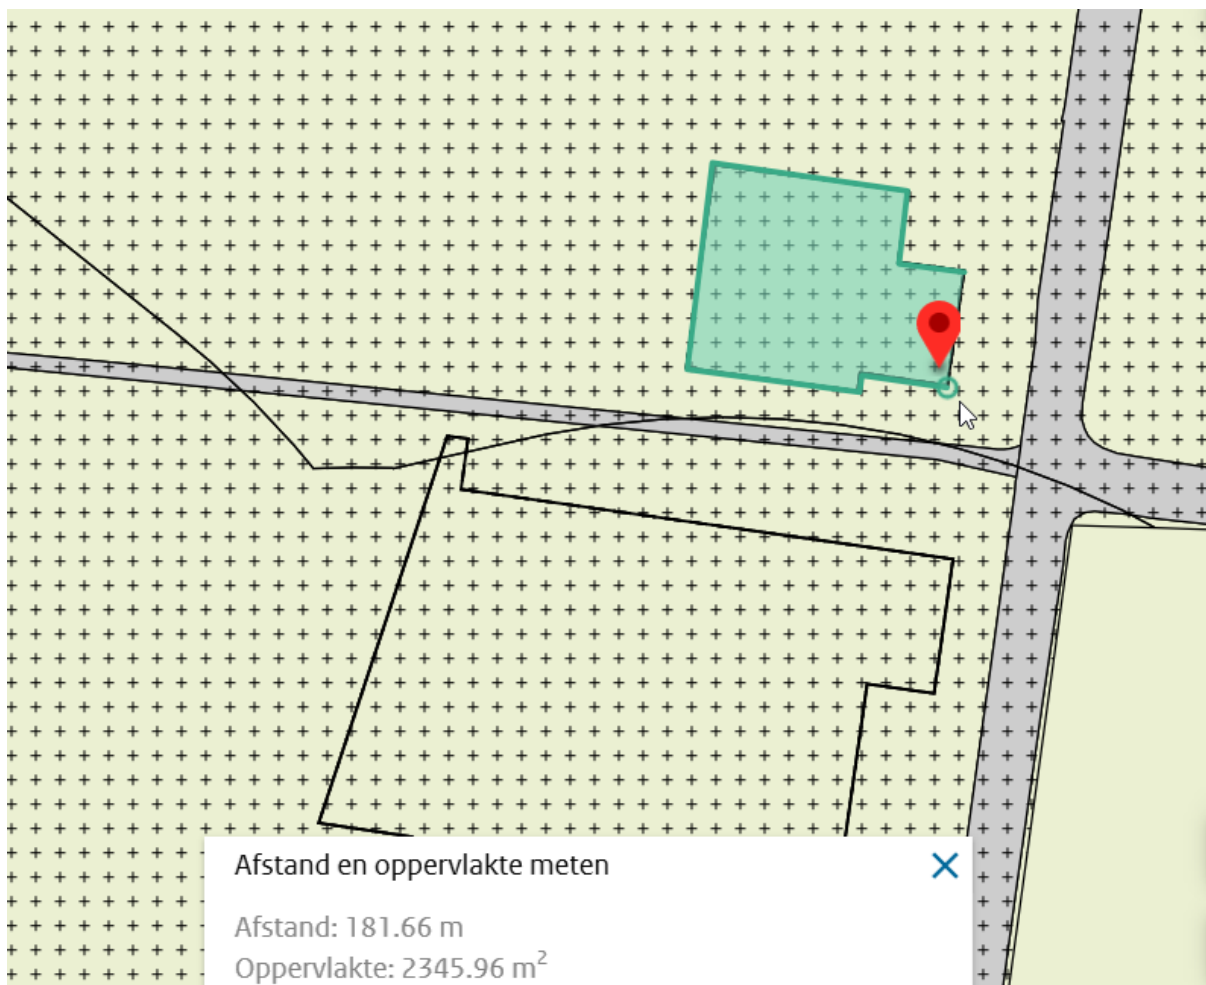 Afstand en oppervlakte meten
Afstand: 181.66 m
Oppervlakte: 2345.96 m²